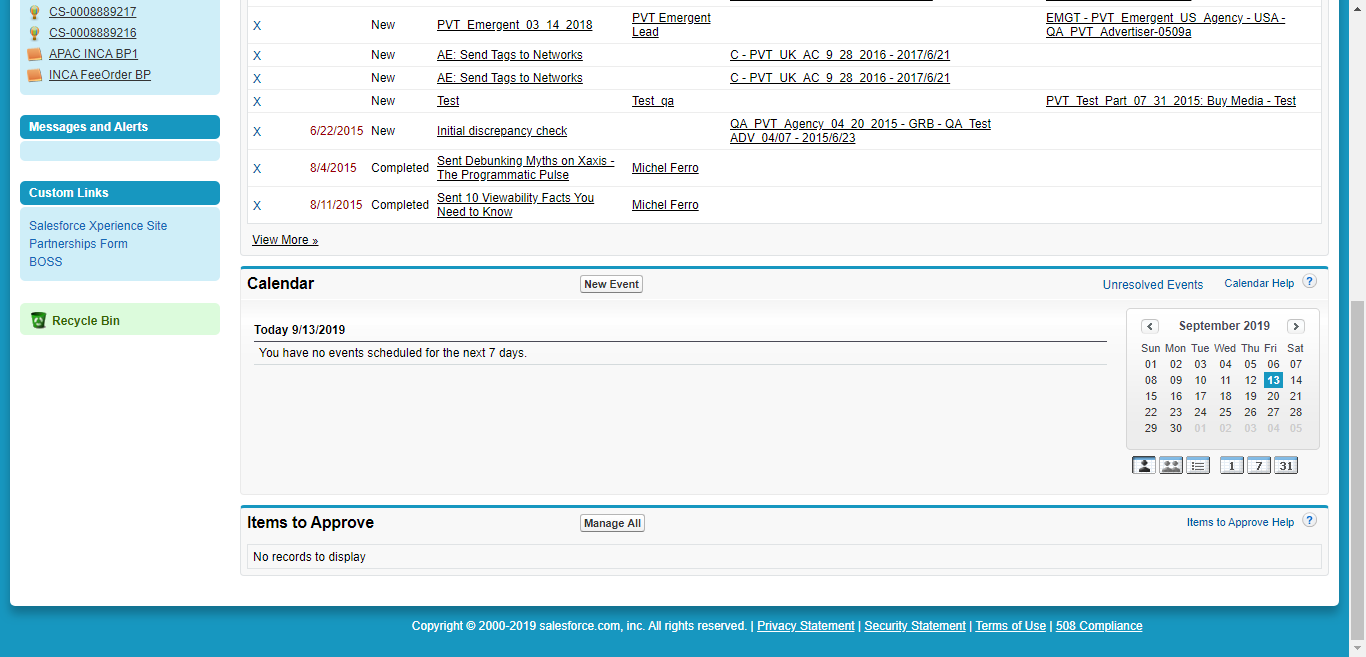 CS-0008889217
CS-0008889216
APAC INCA BP1
INCA FeeOrder BP
Messages and Alerts
Custom Links
Salesforce Xperience Site
Partnerships Form
BOSS
Recycle Bin
X New PVT_Emergent_03_14_2018 PVT Emergent Lead EMGT - PVT_Emergent_US_Agency - USA - QA_PVT_Advertiser-0509a
X New AE: Send Tags to Networks C - PVT_UK_AC_9_28_2016 - 2017/6/21
X New AE: Send Tags to Networks C - PVT_UK_AC_9_28_2016 - 2017/6/21
X New Test Test_qa PVT_Test_Part_07_31_2015: Buy Media - Test
X 6/22/2015 New Initial discrepancy check QA_PVT_Agency_04_20_2015 - GRB - QA_Test ADV_04/07 - 2015/6/23
X 8/4/2015 Completed Sent Debunking Myths on Xaxis - The Programmatic Pulse Michel Ferro
X 8/11/2015 Completed Sent 10 Viewability Facts You Need to Know Michel Ferro
View More »
Calendar New Event Unresolved Events Calendar Help ?
Today 9/13/2019
You have no events scheduled for the next 7 days.
September 2019
Sun Mon Tue Wed Thu Fri Sat
01 02 03 04 05 06 07
08 09 10 11 12 13 14
15 16 17 18 19 20 21
22 23 24 25 26 27 28
29 30 01 02 03 04 05
1 7 31
Items to Approve Manage All Items to Approve Help ?
No records to display
Copyright © 2000-2019 salesforce.com, inc. All rights reserved. | Privacy Statement | Security Statement | Terms of Use | 508 Compliance